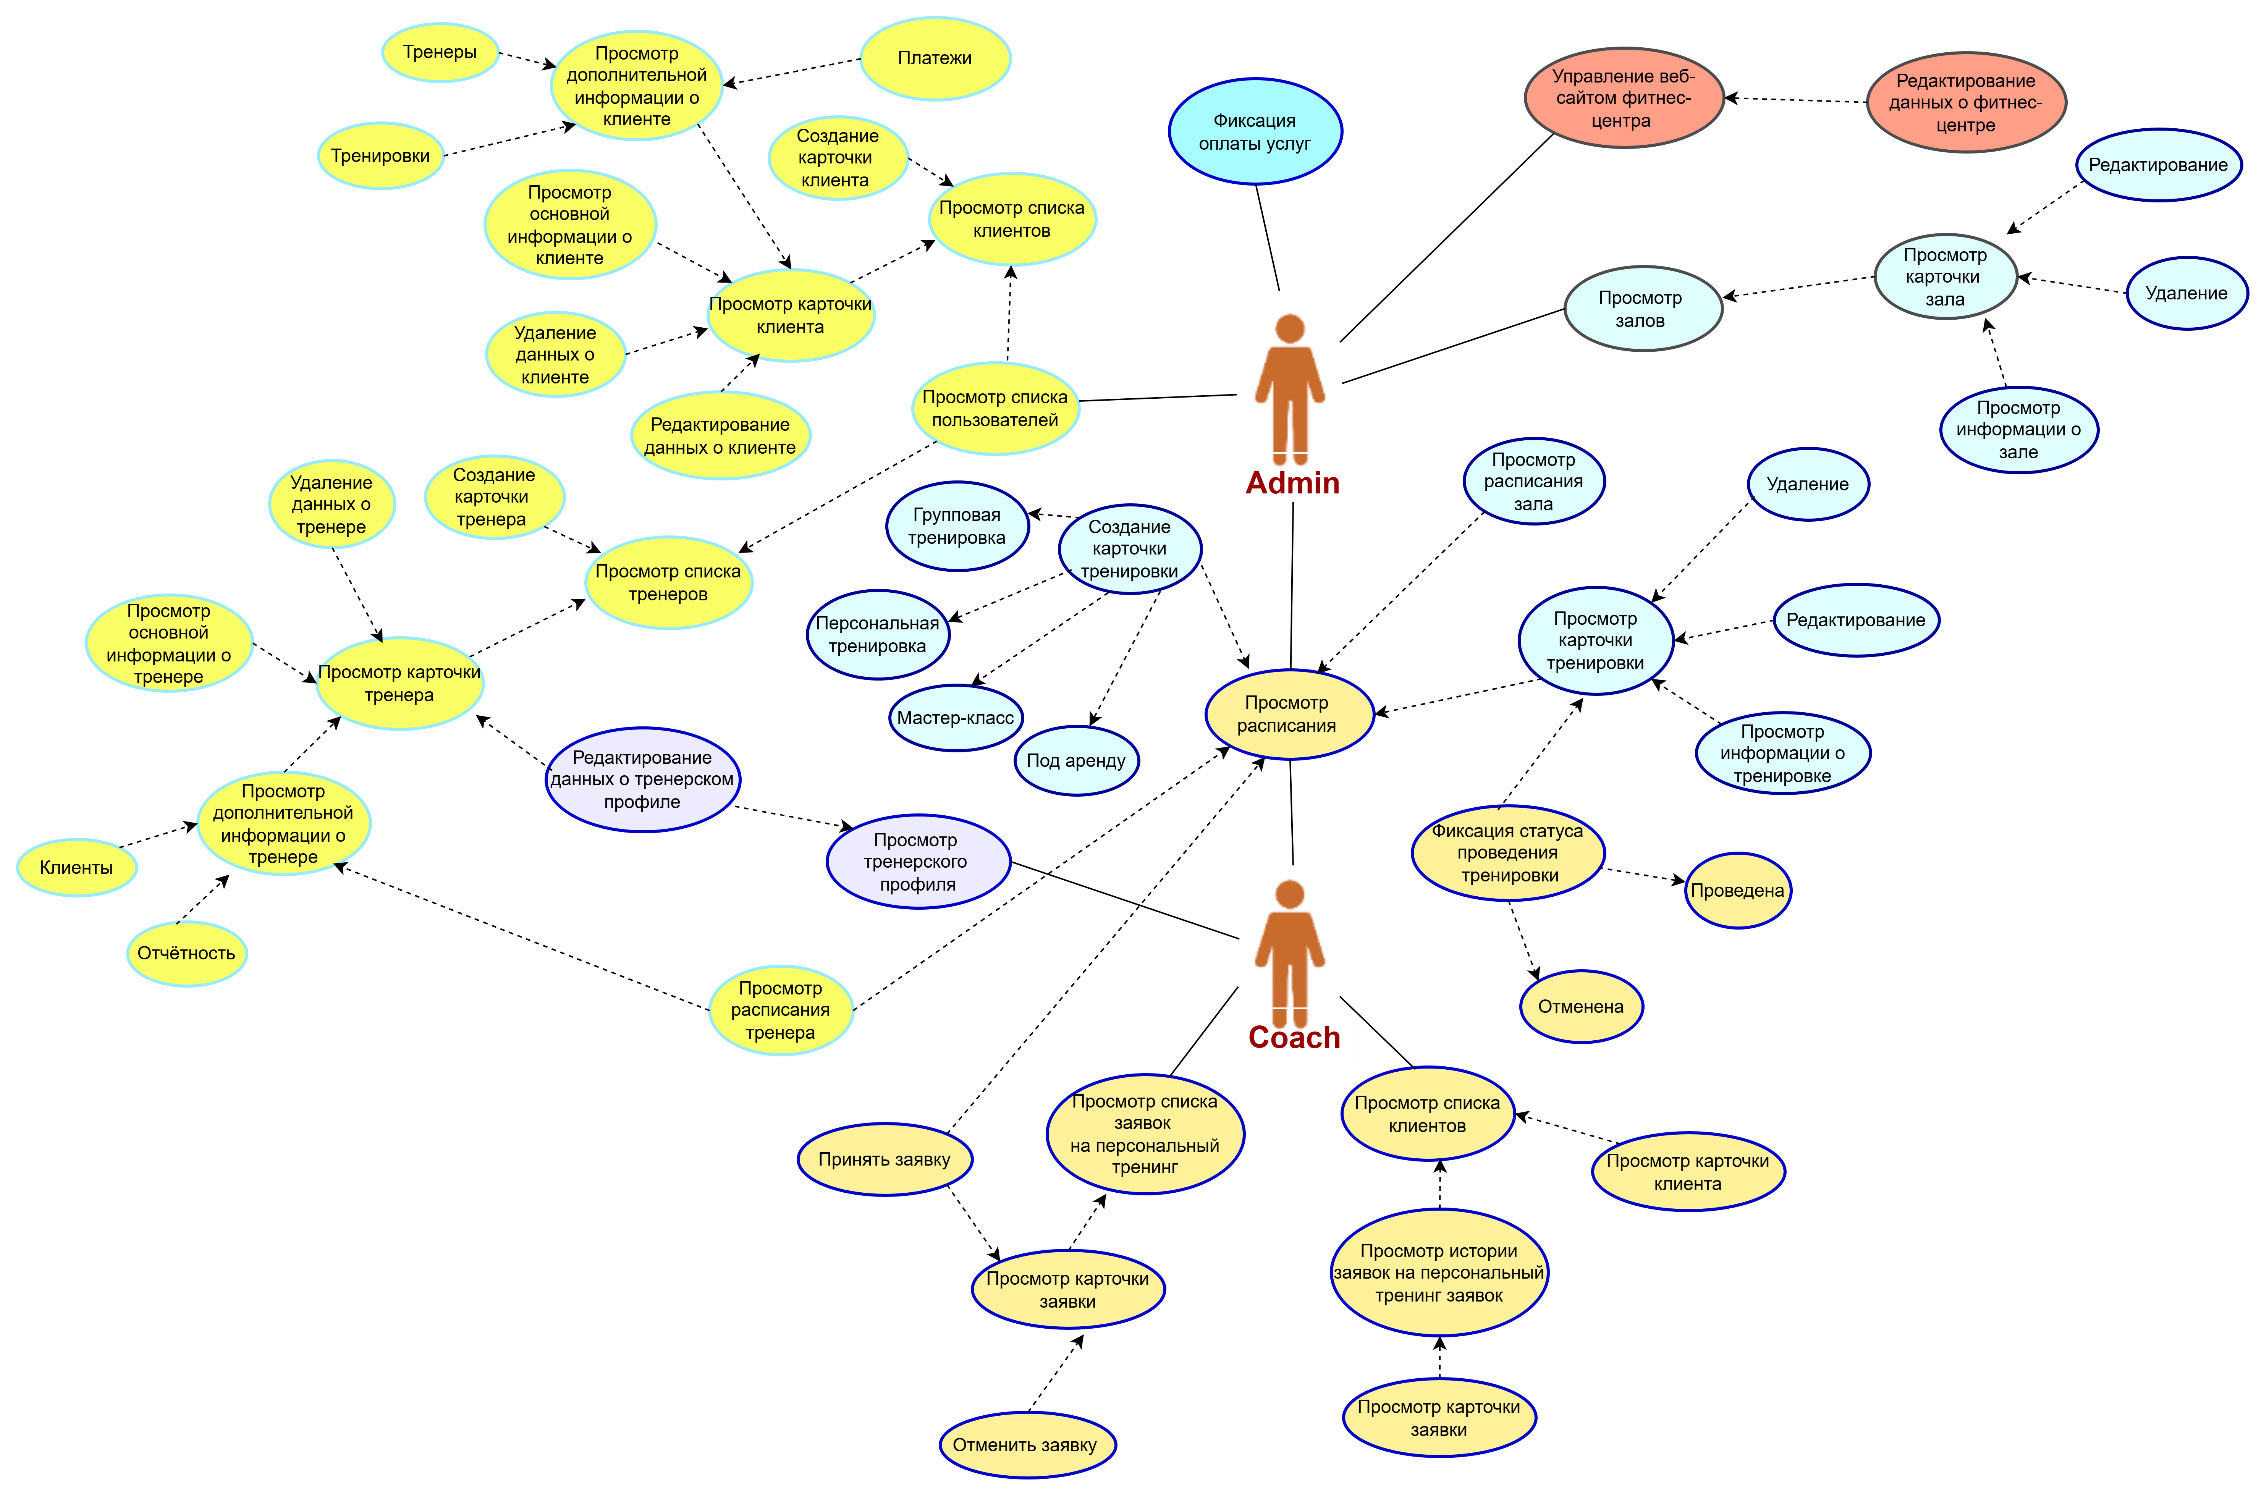 Тренеры
Просмотр
дополнительной
информации о
клиенте
Платежи
Тренировки
Создание
карточки
клиента
Просмотр
основной
информации о
клиенте
Просмотр списка
клиентов
Просмотр карточки
клиента
Удаление
данных о
клиенте
Редактирование
данных о клиенте
Просмотр списка
пользователей
Фиксация
оплаты услуг
Управление веб-
сайтом фитнес-
центра
Редактирование
данных о фитнес-
центре
Редактирование
Просмотр
карточки
зала
Удаление
Просмотр
залов
Просмотр
информации о
зале
Admin
Удаление
данных о
тренере
Создание
карточки
тренера
Просмотр списка
тренеров
Просмотр
основной
информации о
тренере
Просмотр карточки
тренера
Просмотр
дополнительной
информации о
тренере
Клиенты
Отчётность
Редактирование
данных о тренерском
профиле
Просмотр
тренерского
профиля
Просмотр
расписания
тренера
Групповая
тренировка
Создание
карточки
тренировки
Персональная
тренировка
Мастер-класс
Под аренду
Просмотр
расписания
Просмотр
расписания
зала
Удаление
Просмотр
карточки
тренировки
Редактирование
Просмотр
информации о
тренировке
Фиксация статуса
проведения
тренировки
Проведена
Отменена
Coach
Принять заявку
Просмотр списка
заявок
на персональный
тренинг
Просмотр списка
клиентов
Просмотр карточки
клиента
Просмотр карточки
заявки
Просмотр истории
заявок на персональный
тренинг заявок
Отменить заявку
Просмотр карточки
заявки